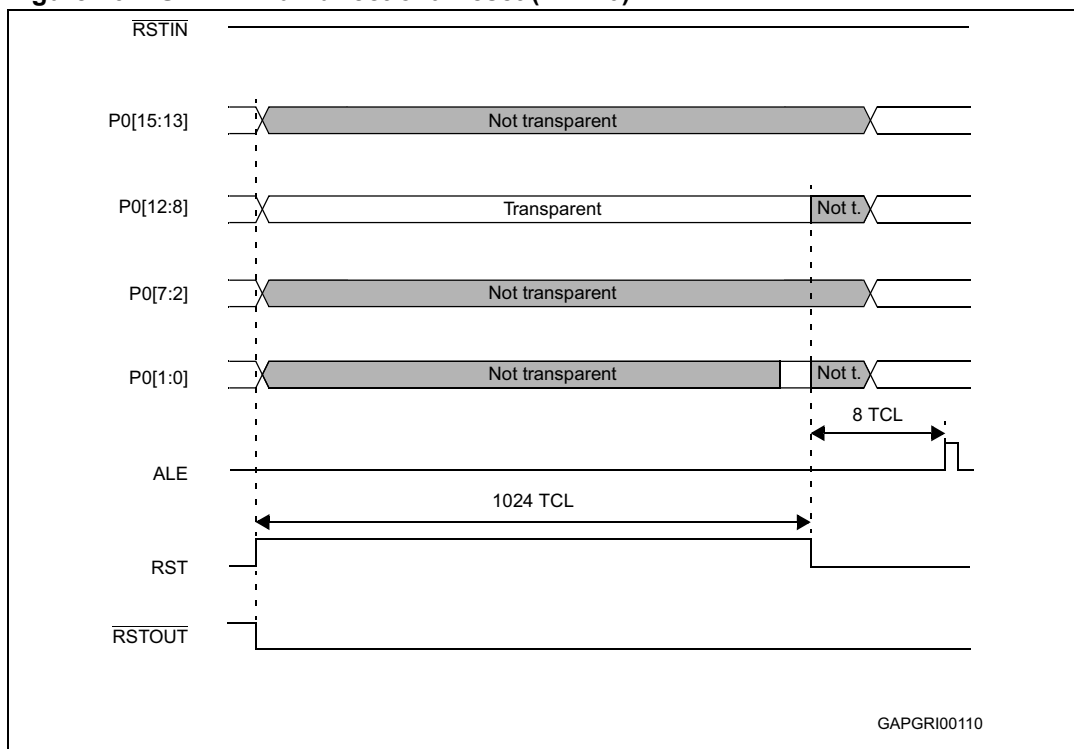 RSTIN
P0[15:13]
Not transparent
P0[12:8]
Transparent
Not t.
P0[7:2]
Not transparent
P0[1:0]
Not transparent
Not t.
8 TCL
ALE
1024 TCL
RST
RSTOUT
GAPGRI00110